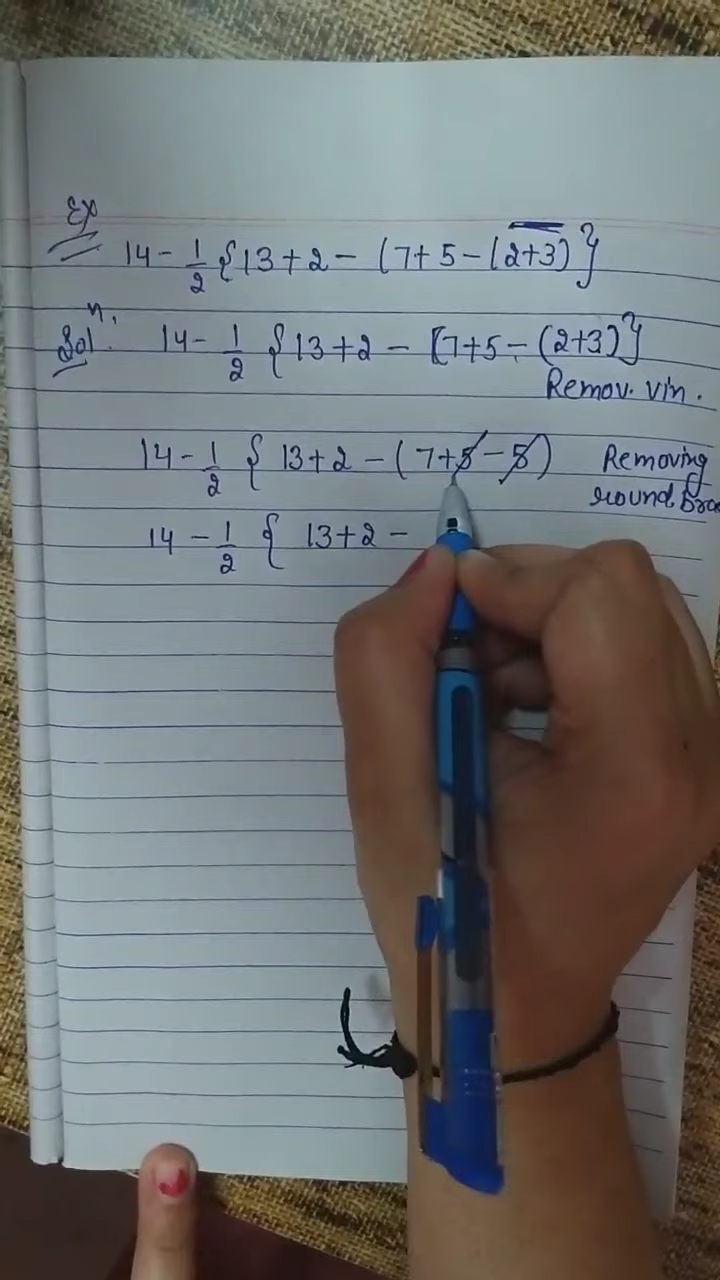 Ex
14 - 1/2 {13 + 2 - (7 + 5 - (2̅+̅3̅)}
Solⁿ. 14 - 1/2 {13 + 2 - [7 + 5 - (2+3)}
Remov. vin.
14 - 1/2 { 13 + 2 - (7 + 5 - 5) Removing
round bra
14 - 1/2 { 13 + 2 -